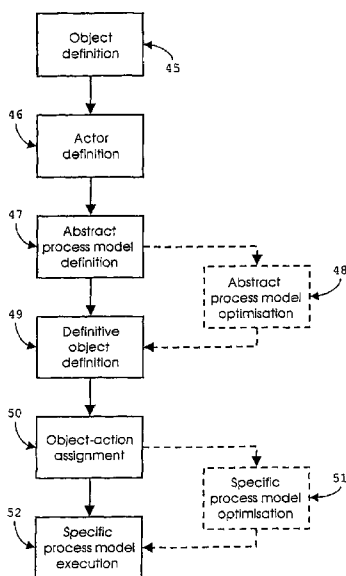 Object
definition
45
46
Actor
definition
47
Abstract
process model
definition
48
Abstract
process model
optimisation
49
Definitive
object
definition
50
Object-action
assignment
51
Specific
process model
optimisation
52
Specific
process model
execution